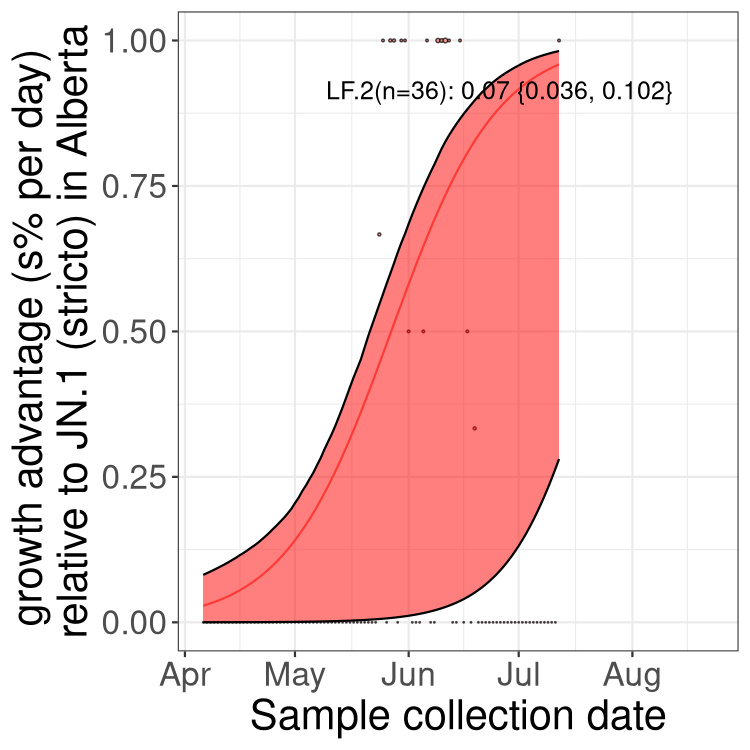 growth advantage (s% per day)
relative to JN.1 (stricto) in Alberta
1.00
0.75
0.50
0.25
0.00
LF.2(n=36): 0.07 {0.036, 0.102}
Apr May Jun Jul Aug
Sample collection date